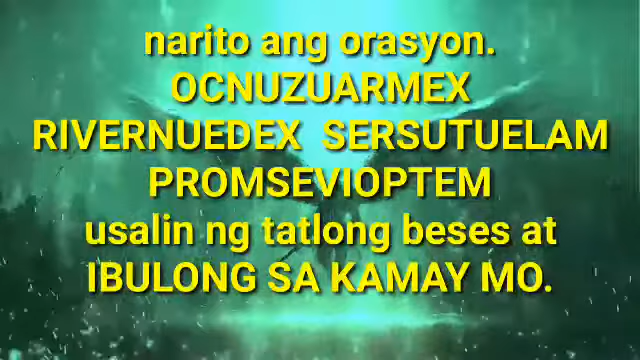 narito ang orasyon.
OCNUZUARMEX
RIVERNUEDEX SERSUTUELAM
PROMSEVIOPTEM
usalin ng tatlong beses at
IBULONG SA KAMAY MO.